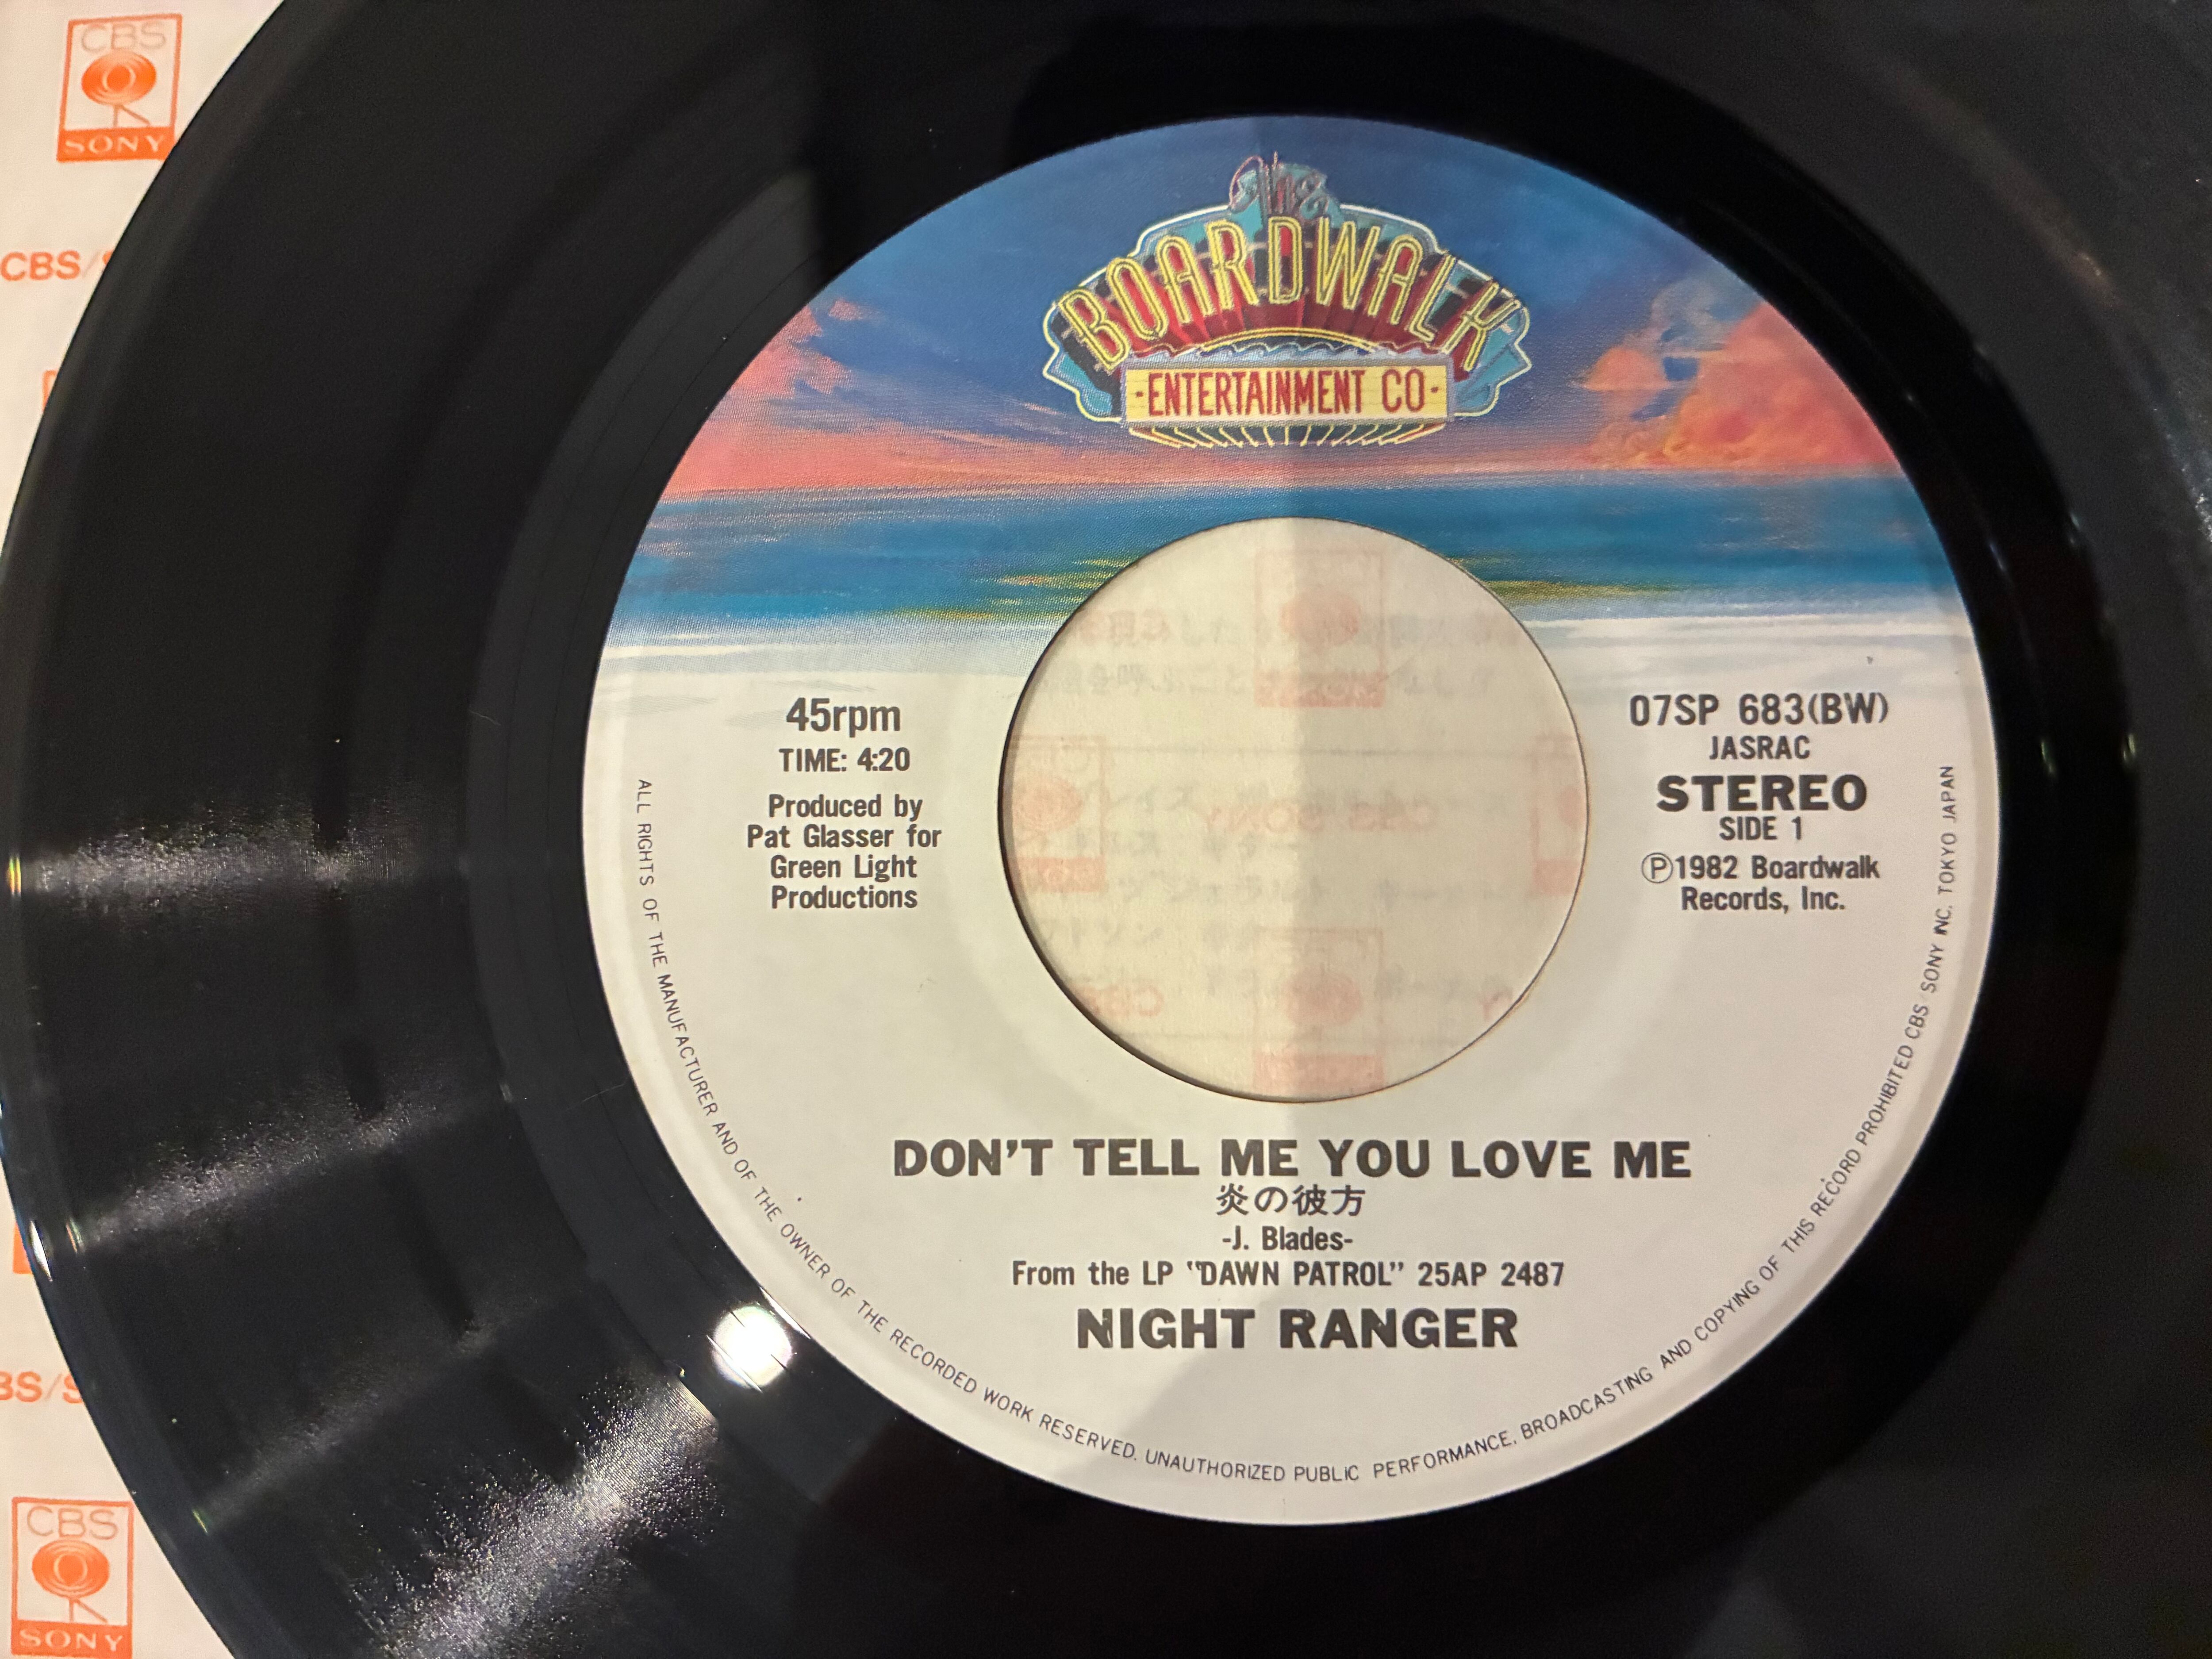 CBS
SONY
CBS/S
The
BOARDWALK
·ENTERTAINMENT CO·
45rpm
TIME: 4:20
Produced by
Pat Glasser for
Green Light
Productions
07SP 683(BW)
JASRAC
STEREO
SIDE 1
Ⓟ1982 Boardwalk
Records, Inc.
DON'T TELL ME YOU LOVE ME
炎の彼方
-J. Blades-
From the LP "DAWN PATROL" 25AP 2487
NIGHT RANGER
ALL RIGHTS OF THE MANUFACTURER AND OF THE OWNER OF THE RECORDED WORK RESERVED. UNAUTHORIZED PUBLIC PERFORMANCE, BROADCASTING AND COPYING OF THIS RECORD PROHIBITED CBS/SONY INC. TOKYO JAPAN
BS/S
CBS
SONY